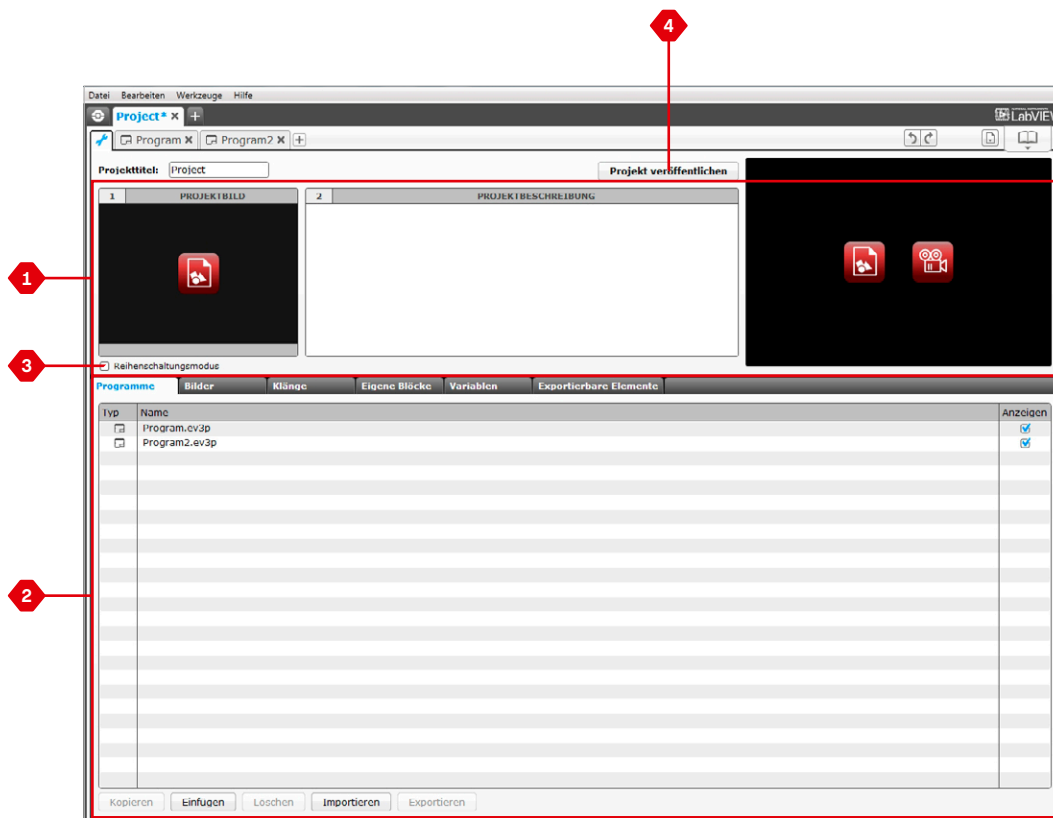 4
Datei Bearbeiten Werkzeuge Hilfe
Project* × +
LabVIEW
Program × Program2 × +
Projekttitel: Project
Projekt veröffentlichen
1 PROJEKTBILD
2 PROJEKTBESCHREIBUNG
1
3
Reihenschaltungsmodus
Programme Bilder Klänge Eigene Blöcke Variablen Exportierbare Elemente
Typ Name Anzeigen
Program.ev3p
Program2.ev3p
2
Kopieren Einfügen Löschen Importieren Exportieren